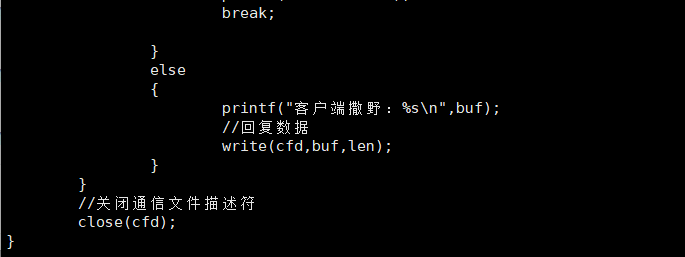 break;
}
else
{
printf("客户端撒野：%s\n",buf);
//回复数据
write(cfd,buf,len);
}
}
//关闭通信文件描述符
close(cfd);
}